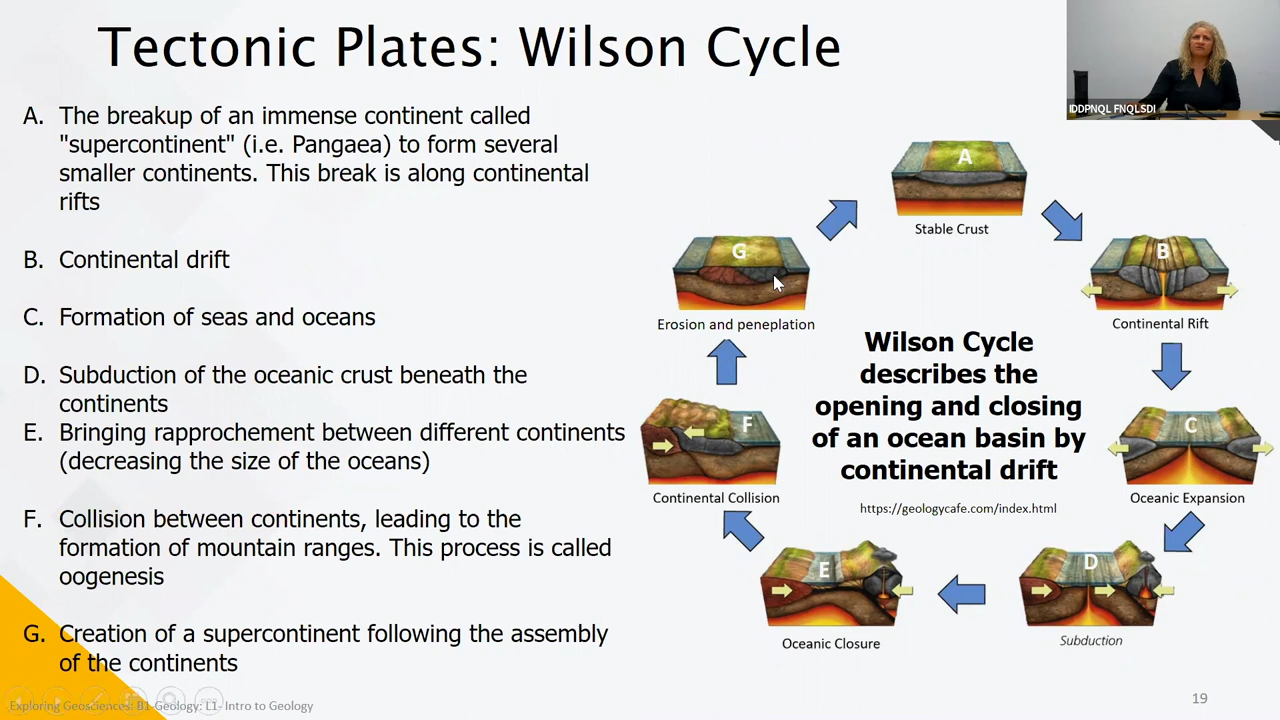 Tectonic Plates: Wilson Cycle
IDDPNQL FNQLSDI
A. The breakup of an immense continent called
"supercontinent" (i.e. Pangaea) to form several
smaller continents. This break is along continental
rifts
B. Continental drift
C. Formation of seas and oceans
D. Subduction of the oceanic crust beneath the
continents
E. Bringing rapprochement between different continents
(decreasing the size of the oceans)
F. Collision between continents, leading to the
formation of mountain ranges. This process is called
oogenesis
G. Creation of a supercontinent following the assembly
of the continents
A
Stable Crust
B
Continental Rift
C
Oceanic Expansion
D
Subduction
E
Oceanic Closure
F
Continental Collision
G
Erosion and peneplation
Wilson Cycle
describes the
opening and closing
of an ocean basin by
continental drift
https://geologycafe.com/index.html
Exploring Geosciences: B1-Geology: L1- Intro to Geology
19